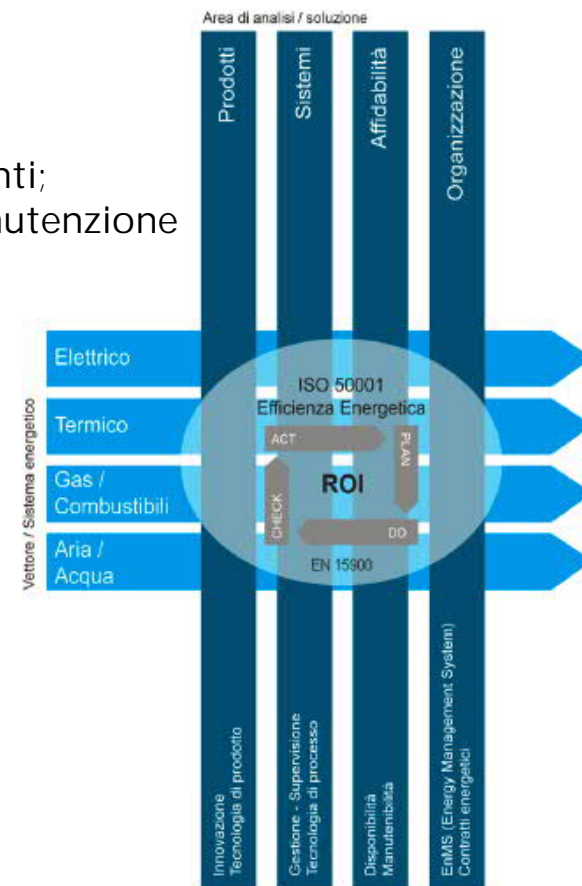 Area di analisi / soluzione
Prodotti
Sistemi
Affidabilità
Organizzazione
nti;
nutenzione
Vettore / Sistema energetico
Elettrico
Termico
Gas /
Combustibili
Aria /
Acqua
ISO 50001
Efficienza Energetica
ACT
PLAN
ROI
CHECK
DO
EN 15900
Innovazione
Tecnologia di prodotto
Gestione - Supervisione
Tecnologia di processo
Disponibilità
Manutenibilità
EnMS (Energy Management System)
Contratti energetici